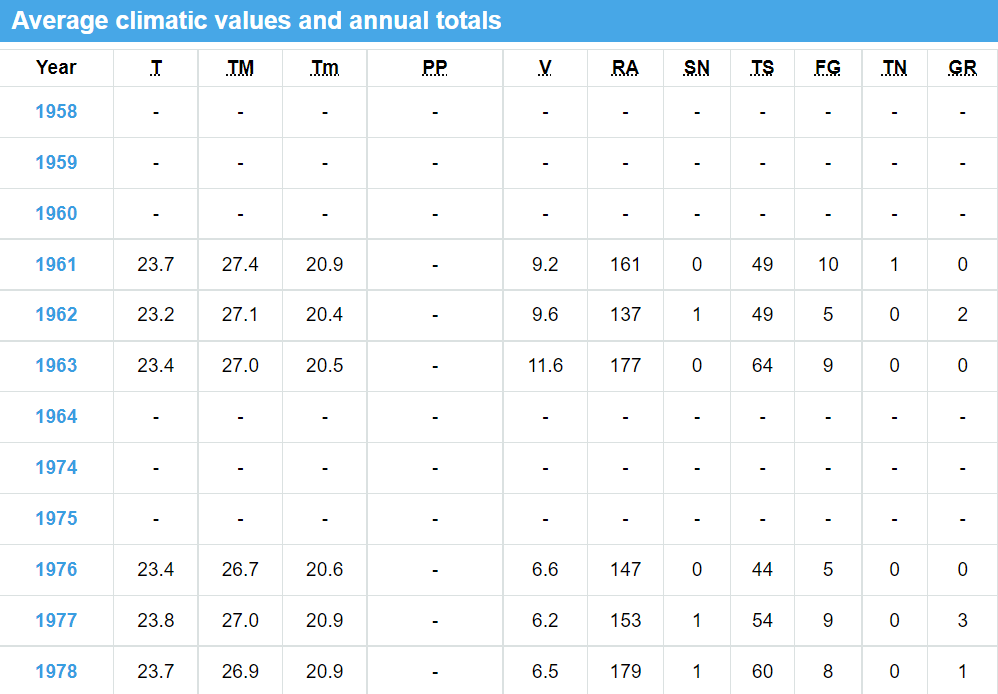 Average climatic values and annual totals
Year T TM Tm PP V RA SN TS FG TN GR
1958 - - - - - - - - - - -
1959 - - - - - - - - - - -
1960 - - - - - - - - - - -
1961 23.7 27.4 20.9 - 9.2 161 0 49 10 1 0
1962 23.2 27.1 20.4 - 9.6 137 1 49 5 0 2
1963 23.4 27.0 20.5 - 11.6 177 0 64 9 0 0
1964 - - - - - - - - - - -
1974 - - - - - - - - - - -
1975 - - - - - - - - - - -
1976 23.4 26.7 20.6 - 6.6 147 0 44 5 0 0
1977 23.8 27.0 20.9 - 6.2 153 1 54 9 0 3
1978 23.7 26.9 20.9 - 6.5 179 1 60 8 0 1